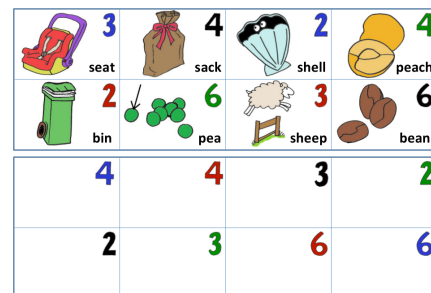 3 4 2 4
seat sack shell peach
2 6 3 6
bin pea sheep bean
4 4 3 2
2 3 6 6